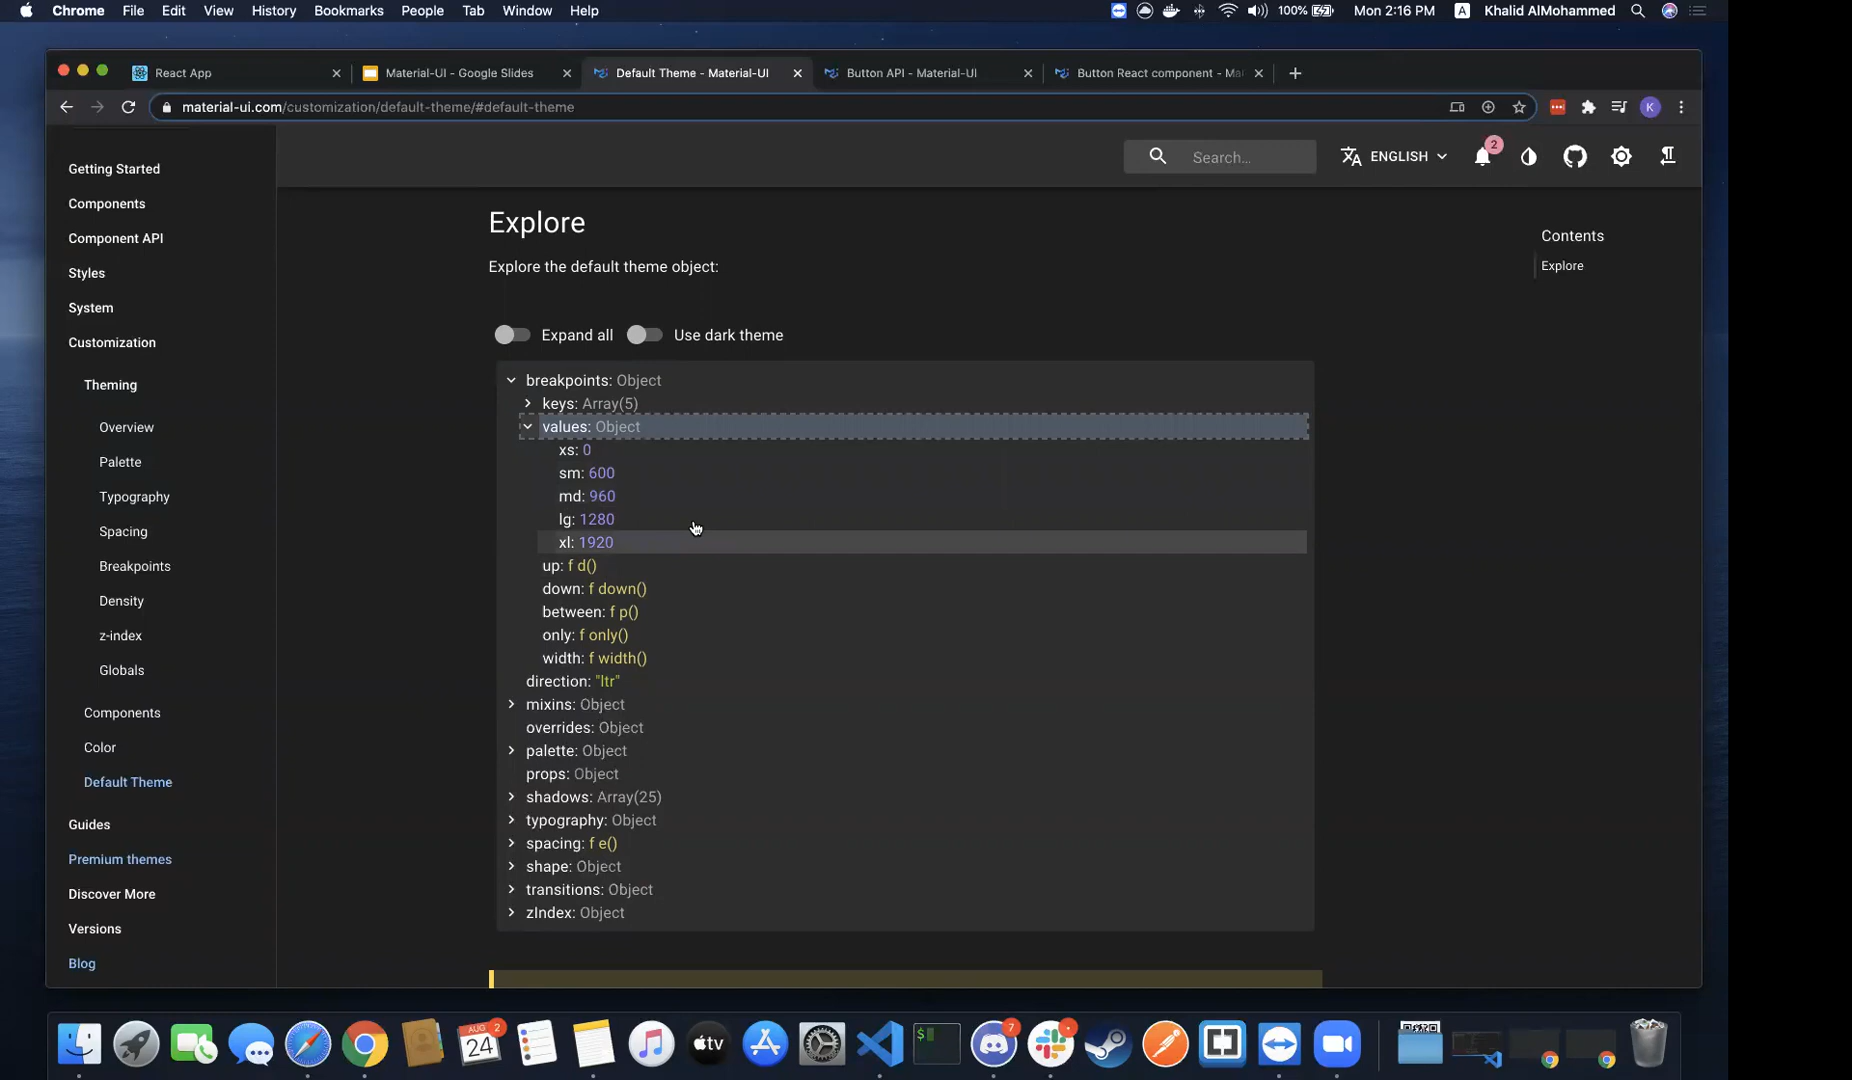 Chrome File Edit View History Bookmarks People Tab Window Help 100% Mon 2:16 PM A Khalid AlMohammed
React App Material-UI - Google Slides Default Theme - Material-UI Button API - Material-UI Button React component - Ma
material-ui.com/customization/default-theme/#default-theme K
Search… ENGLISH 2
Getting Started
Components
Component API
Styles
System
Customization
Theming
Overview
Palette
Typography
Spacing
Breakpoints
Density
z-index
Globals
Components
Color
Default Theme
Guides
Premium themes
Discover More
Versions
Blog
Explore
Explore the default theme object:
Expand all Use dark theme
breakpoints: Object
keys: Array(5)
values: Object
xs: 0
sm: 600
md: 960
lg: 1280
xl: 1920
up: f d()
down: f down()
between: f p()
only: f only()
width: f width()
direction: "ltr"
mixins: Object
overrides: Object
palette: Object
props: Object
shadows: Array(25)
typography: Object
spacing: f e()
shape: Object
transitions: Object
zIndex: Object
Contents
Explore
AUG 2
24
tv
$
7